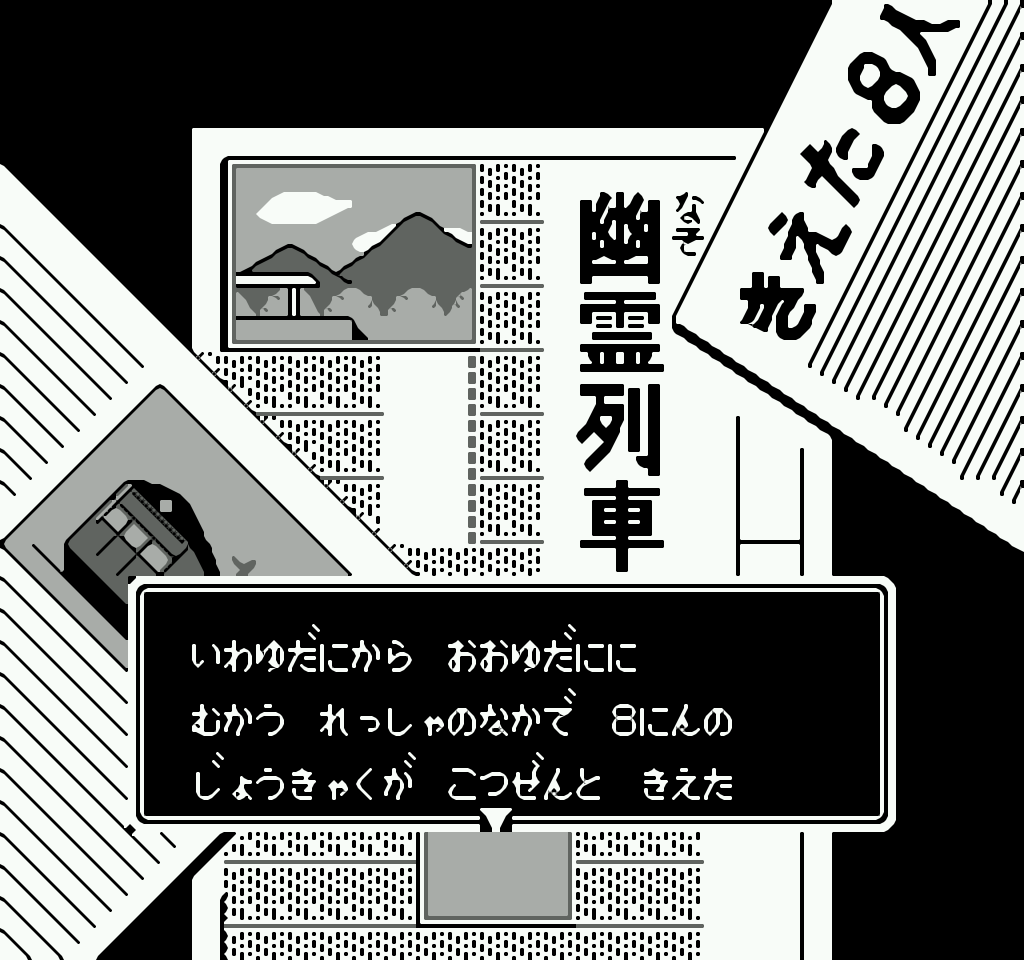 きえた8人
なぞ
幽霊列車
いわゆだにから　おおゆだにに
むかう　れっしゃのなかで　8にんの
じょうきゃくが　こつぜんと　きえた